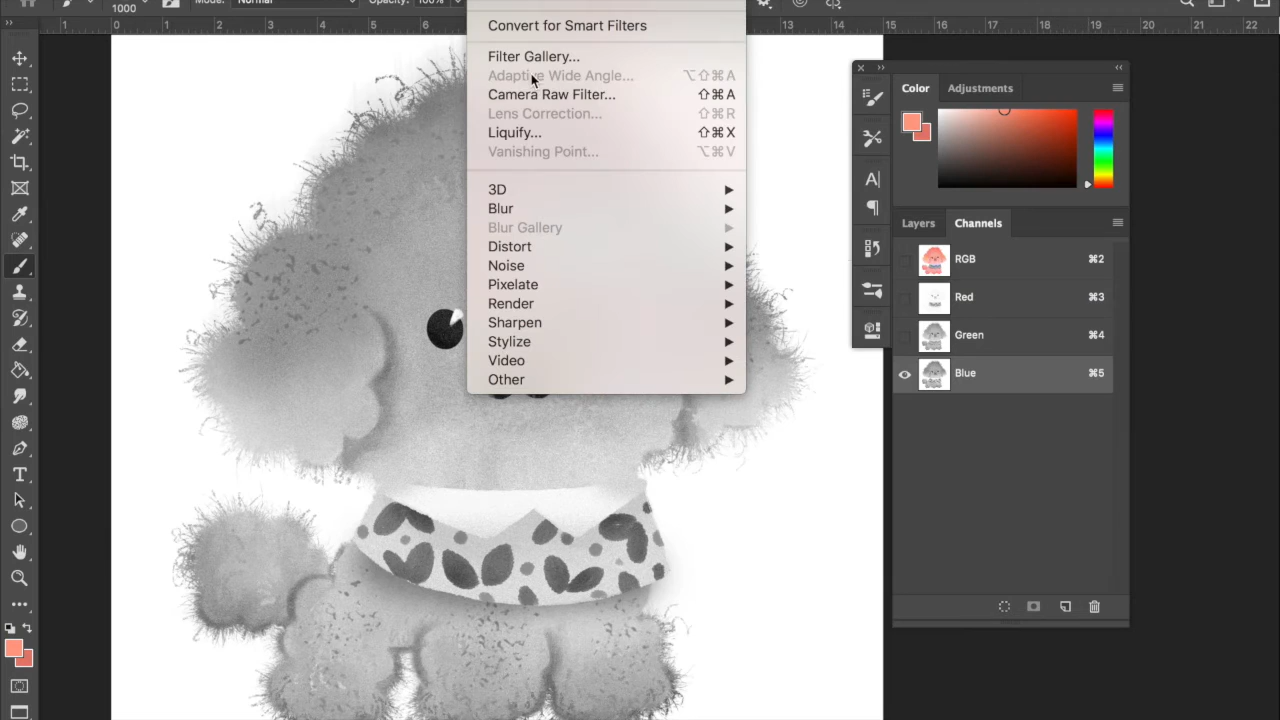 1000
Mode:
Normal
Opacity:
100%
1 0 1 2 3 4 5 6 13 14 15 16 17 18 19 20 21 22
Convert for Smart Filters
Filter Gallery...
Adaptive Wide Angle... ⌥⇧⌘A
Camera Raw Filter... ⇧⌘A
Lens Correction... ⇧⌘R
Liquify... ⇧⌘X
Vanishing Point... ⌥⌘V
3D
Blur
Blur Gallery
Distort
Noise
Pixelate
Render
Sharpen
Stylize
Video
Other
Color Adjustments
Layers Channels
RGB ⌘2
Red ⌘3
Green ⌘4
Blue ⌘5